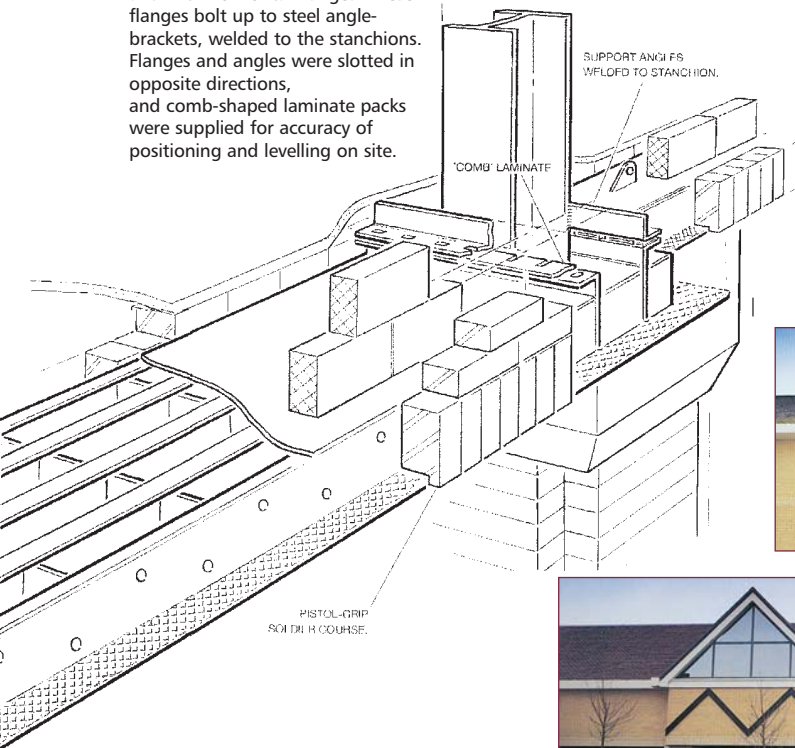 flanges bolt up to steel angle-
brackets, welded to the stanchions.
Flanges and angles were slotted in
opposite directions,
and comb-shaped laminate packs
were supplied for accuracy of
positioning and levelling on site.
SUPPORT ANGLES
WELDED TO STANCHION.
'COMB' LAMINATE
PISTOL-GRIP
SOLDIER COURSE.